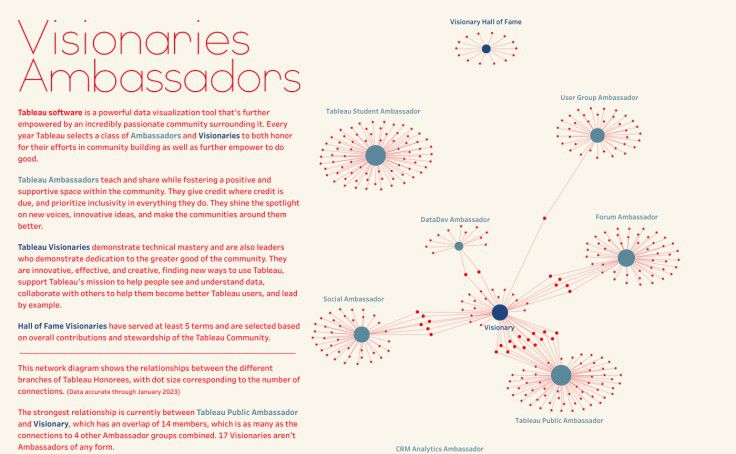 Visionaries
Ambassadors
Tableau software is a powerful data visualization tool that's further
empowered by an incredibly passionate community surrounding it. Every
year Tableau selects a class of Ambassadors and Visionaries to both honor
for their efforts in community building as well as further empower to do
good.
Tableau Ambassadors teach and share while fostering a positive and
supportive space within the community. They give credit where credit is
due, and prioritize inclusivity in everything they do. They shine the spotlight
on new voices, innovative ideas, and make the communities around them
better.
Tableau Visionaries demonstrate technical mastery and are also leaders
who demonstrate dedication to the greater good of the community. They
are innovative, effective, and creative, finding new ways to use Tableau,
support Tableau's mission to help people see and understand data,
collaborate with others to help them become better Tableau users, and lead
by example.
Hall of Fame Visionaries have served at least 5 terms and are selected based
on overall contributions and stewardship of the Tableau Community.
This network diagram shows the relationships between the different
branches of Tableau Honorees, with dot size corresponding to the number of
connections. (Data accurate through January 2023)
The strongest relationship is currently between Tableau Public Ambassador
and Visionary, which has an overlap of 14 members, which is as many as the
connections to 4 other Ambassador groups combined. 17 Visionaries aren't
Ambassadors of any form.
Visionary Hall of Fame
User Group Ambassador
Tableau Student Ambassador
DataDev Ambassador
Forum Ambassador
Social Ambassador
Visionary
Tableau Public Ambassador
CRM Analytics Ambassador